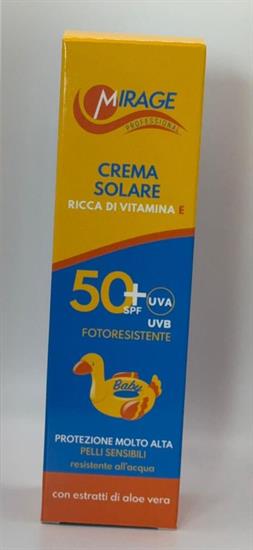 MIRAGE
PROFESSIONAL
CREMA
SOLARE
RICCA DI VITAMINA E
50+
SPF
UVA
UVB
FOTORESISTENTE
Baby
PROTEZIONE MOLTO ALTA
PELLI SENSIBILI
resistente all'acqua
con estratti di aloe vera